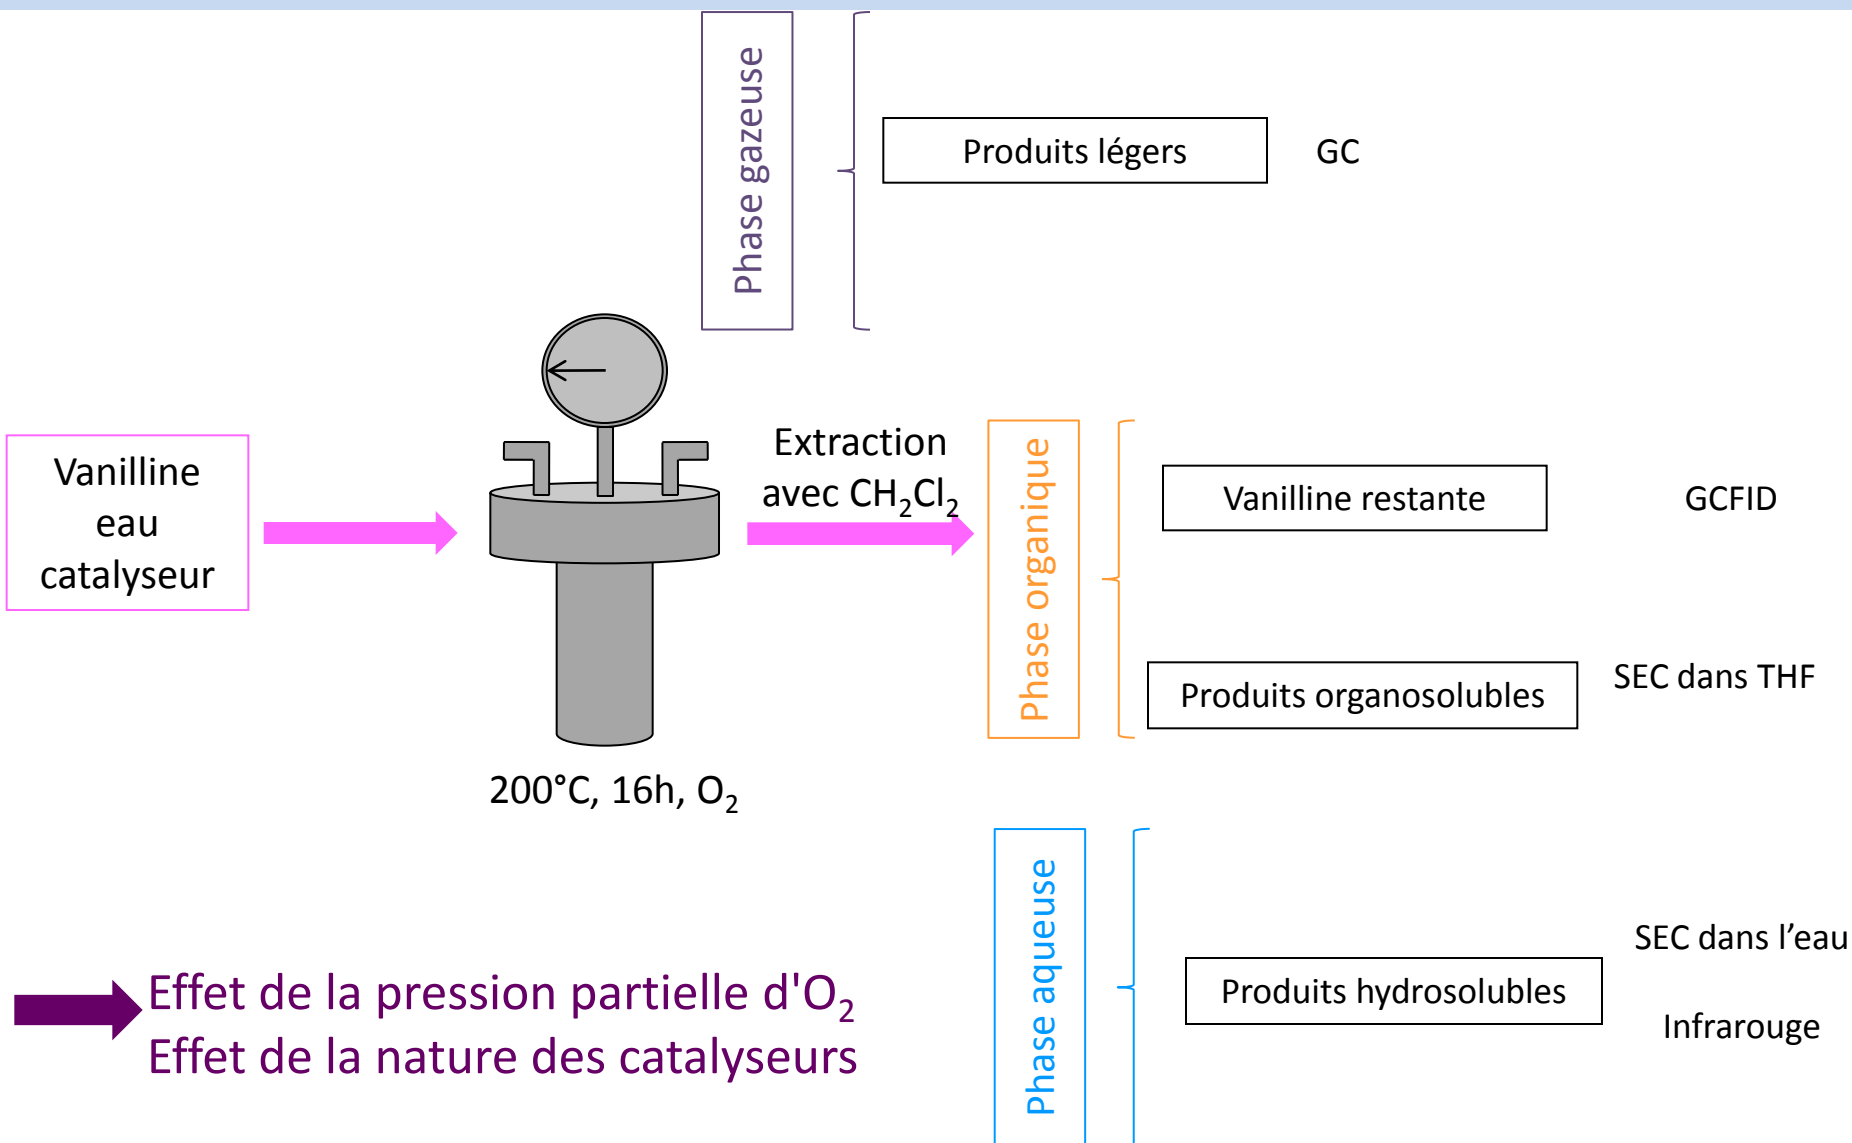 Phase gazeuse
Produits légers
GC
Vanilline
eau
catalyseur
200°C, 16h, O₂
Extraction
avec CH₂Cl₂
Phase organique
Vanilline restante
GCFID
Produits organosolubles
SEC dans THF
Phase aqueuse
Produits hydrosolubles
SEC dans l’eau
Infrarouge
Effet de la pression partielle d'O₂
Effet de la nature des catalyseurs